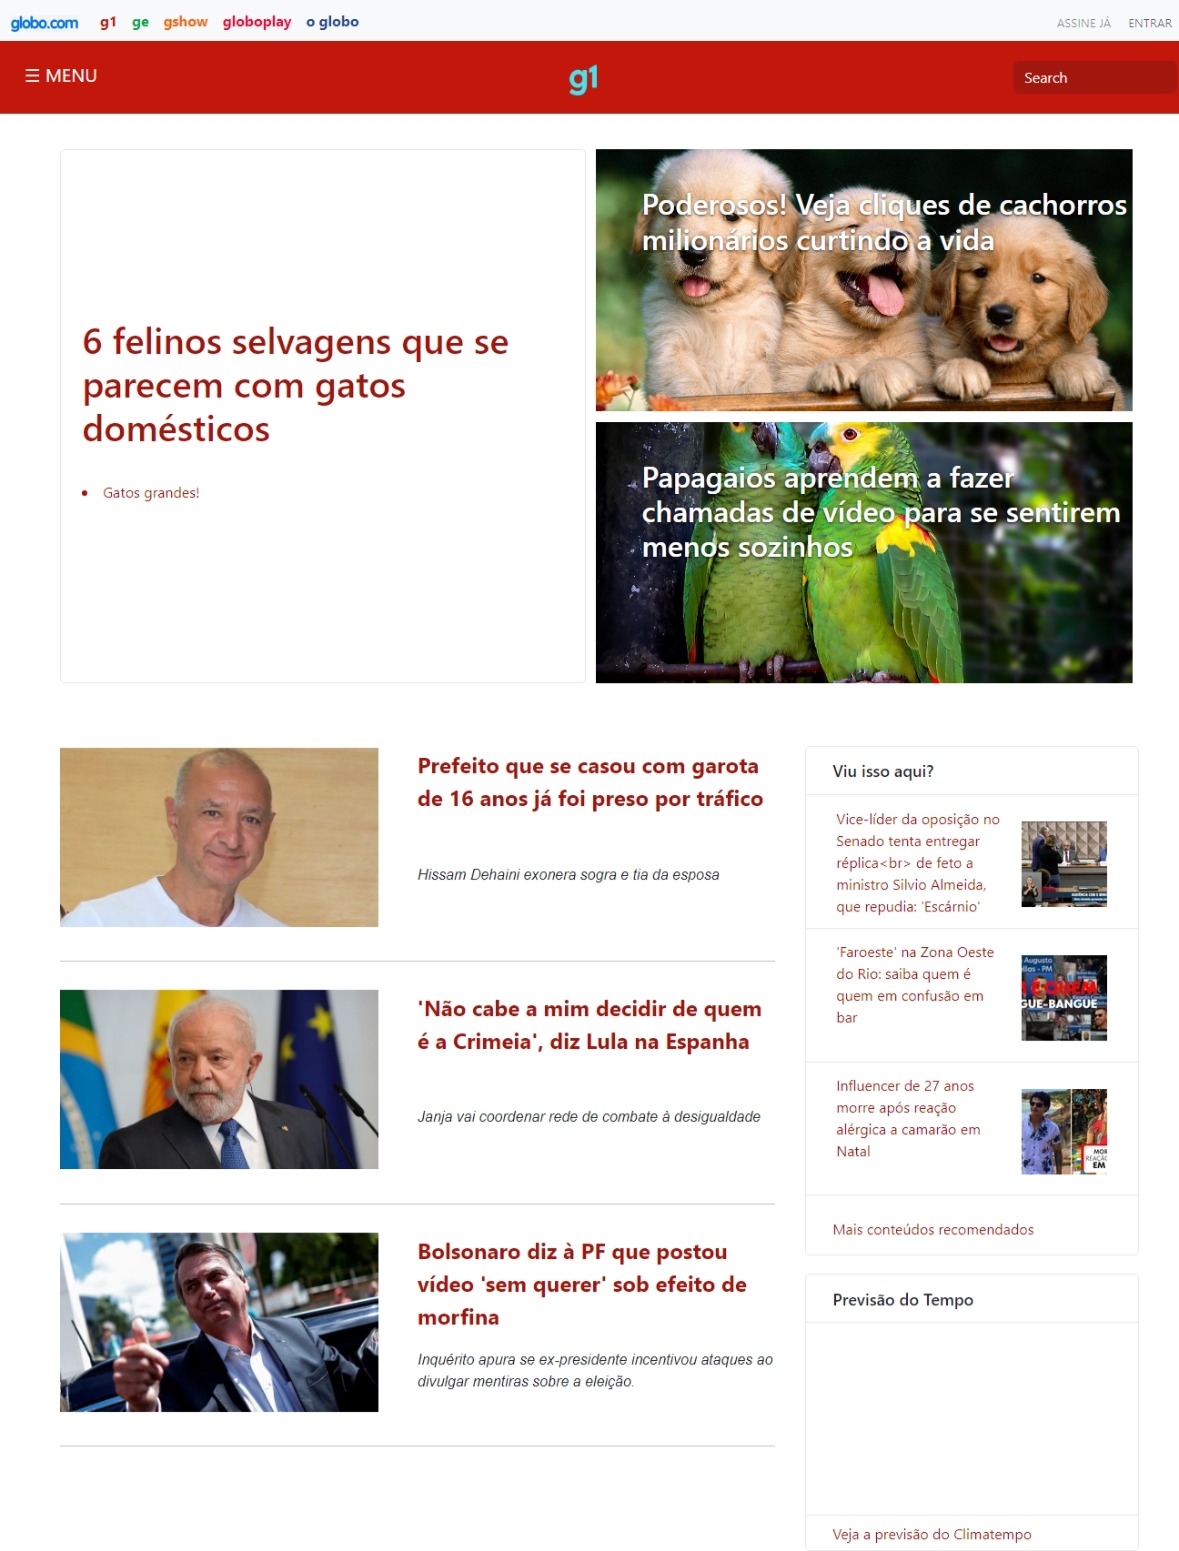 globo.com g1 ge gshow globoplay o globo ASSINE JÁ ENTRAR
☰ MENU g1 Search
6 felinos selvagens que se
parecem com gatos
domésticos
• Gatos grandes!
Poderosos! Veja cliques de cachorros
milionários curtindo a vida
Papagaios aprendem a fazer
chamadas de vídeo para se sentirem
menos sozinhos
Prefeito que se casou com garota
de 16 anos já foi preso por tráfico
Hissam Dehaini exonera sogra e tia da esposa
'Não cabe a mim decidir de quem
é a Crimeia', diz Lula na Espanha
Janja vai coordenar rede de combate à desigualdade
Bolsonaro diz à PF que postou
vídeo 'sem querer' sob efeito de
morfina
Inquérito apura se ex-presidente incentivou ataques ao
divulgar mentiras sobre a eleição.
Viu isso aqui?
Vice-líder da oposição no
Senado tenta entregar
réplica<br> de feto a
ministro Silvio Almeida,
que repudia: 'Escárnio'
'Faroeste' na Zona Oeste
do Rio: saiba quem é
quem em confusão em
bar
Augusto
llos - PM
QUEM
GUE-BANGUE
Influencer de 27 anos
morre após reação
alérgica a camarão em
Natal
MOR
REAÇÃO
EM
Mais conteúdos recomendados
Previsão do Tempo
Veja a previsão do Climatempo